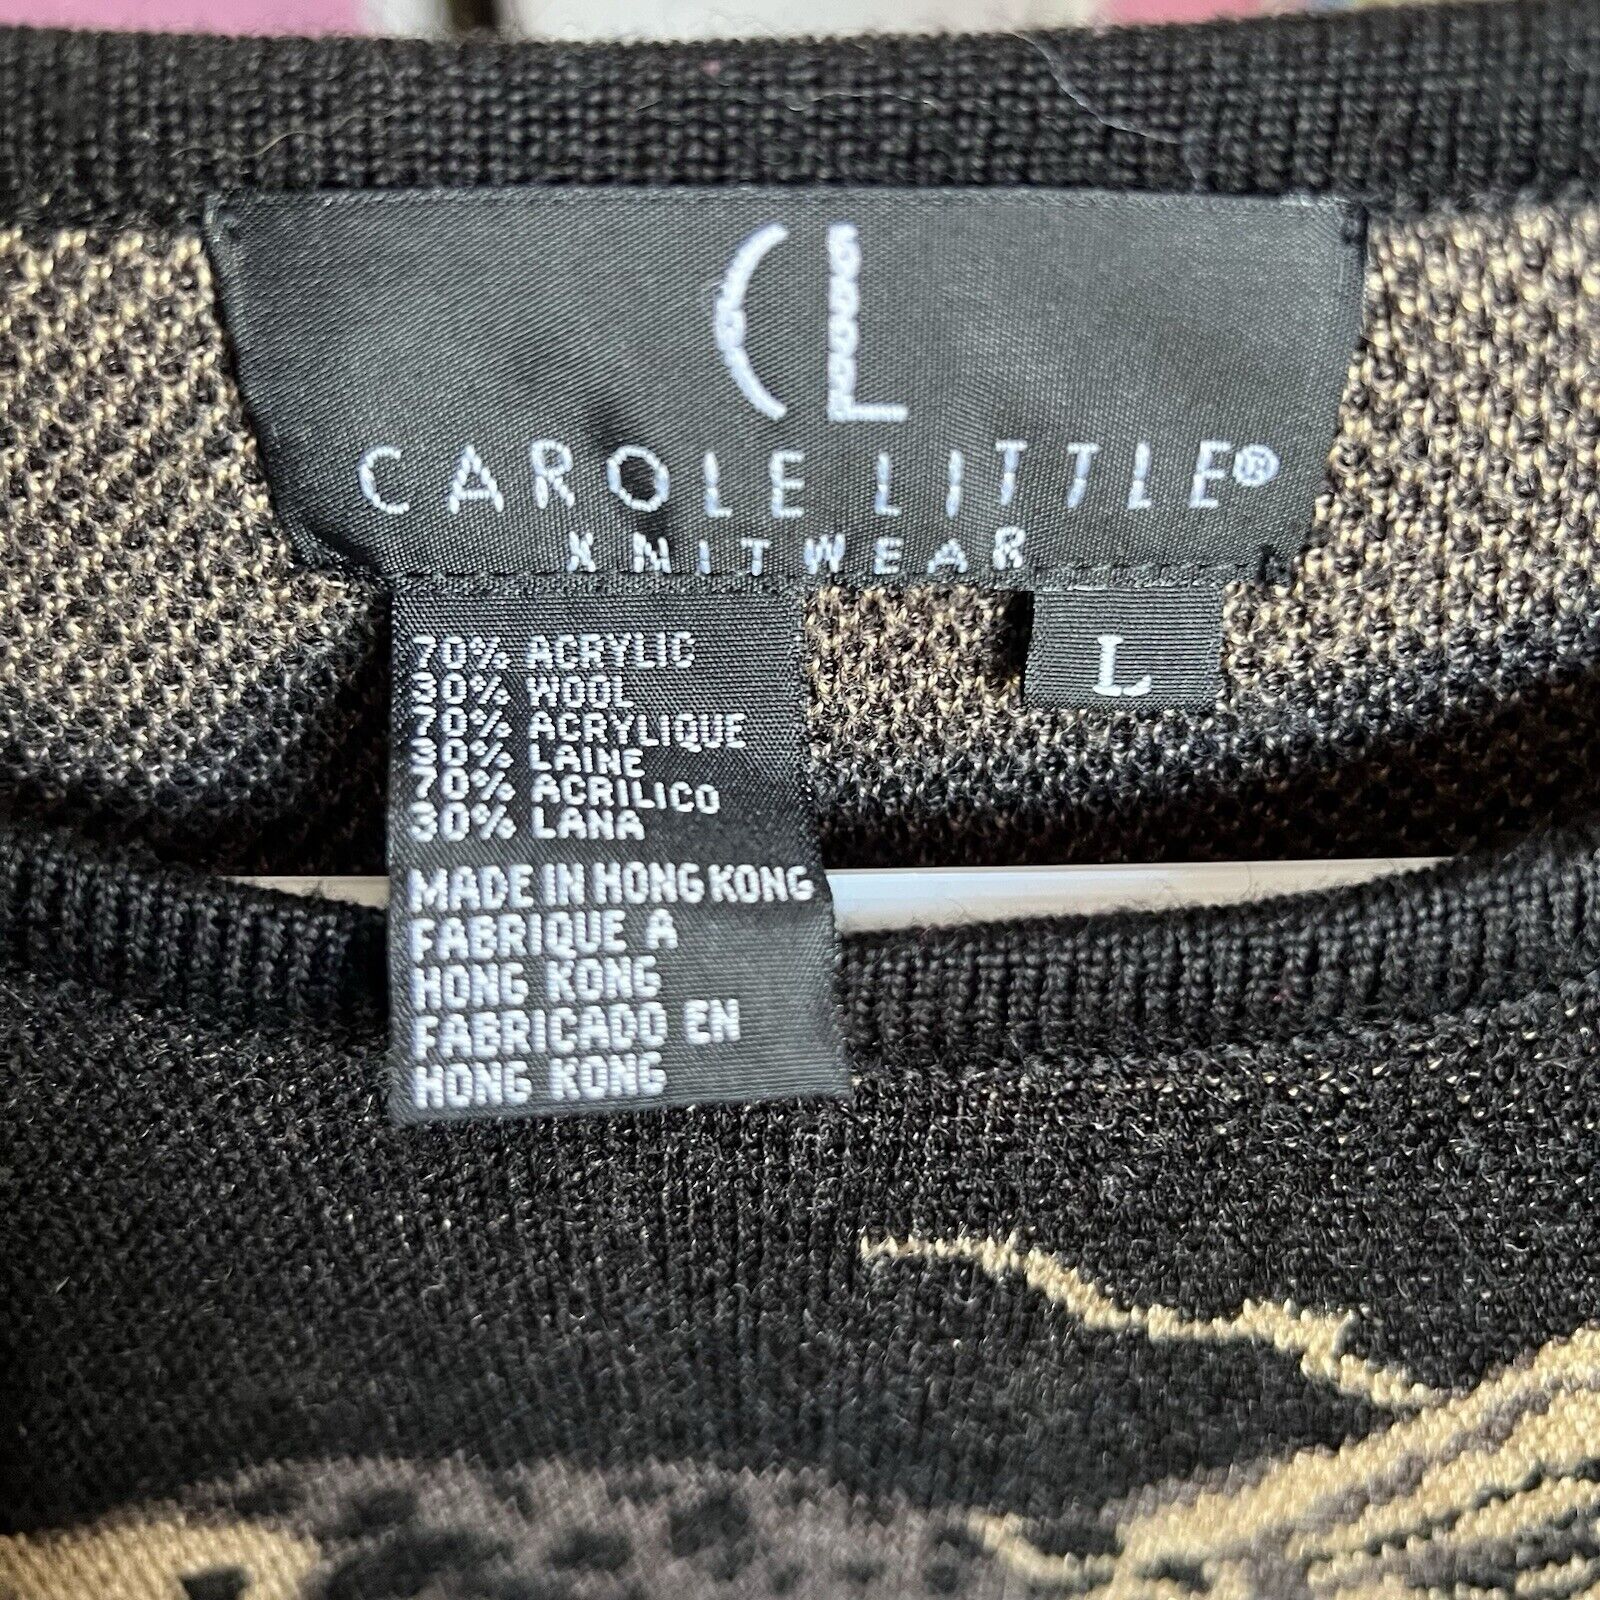 CL
CAROLE LITTLE®
KNITWEAR
L
70% ACRYLIC
30% WOOL
70% ACRYLIQUE
30% LAINE
70% ACRILICO
30% LANA
MADE IN HONG KONG
FABRIQUE A
HONG KONG
FABRICADO EN
HONG KONG